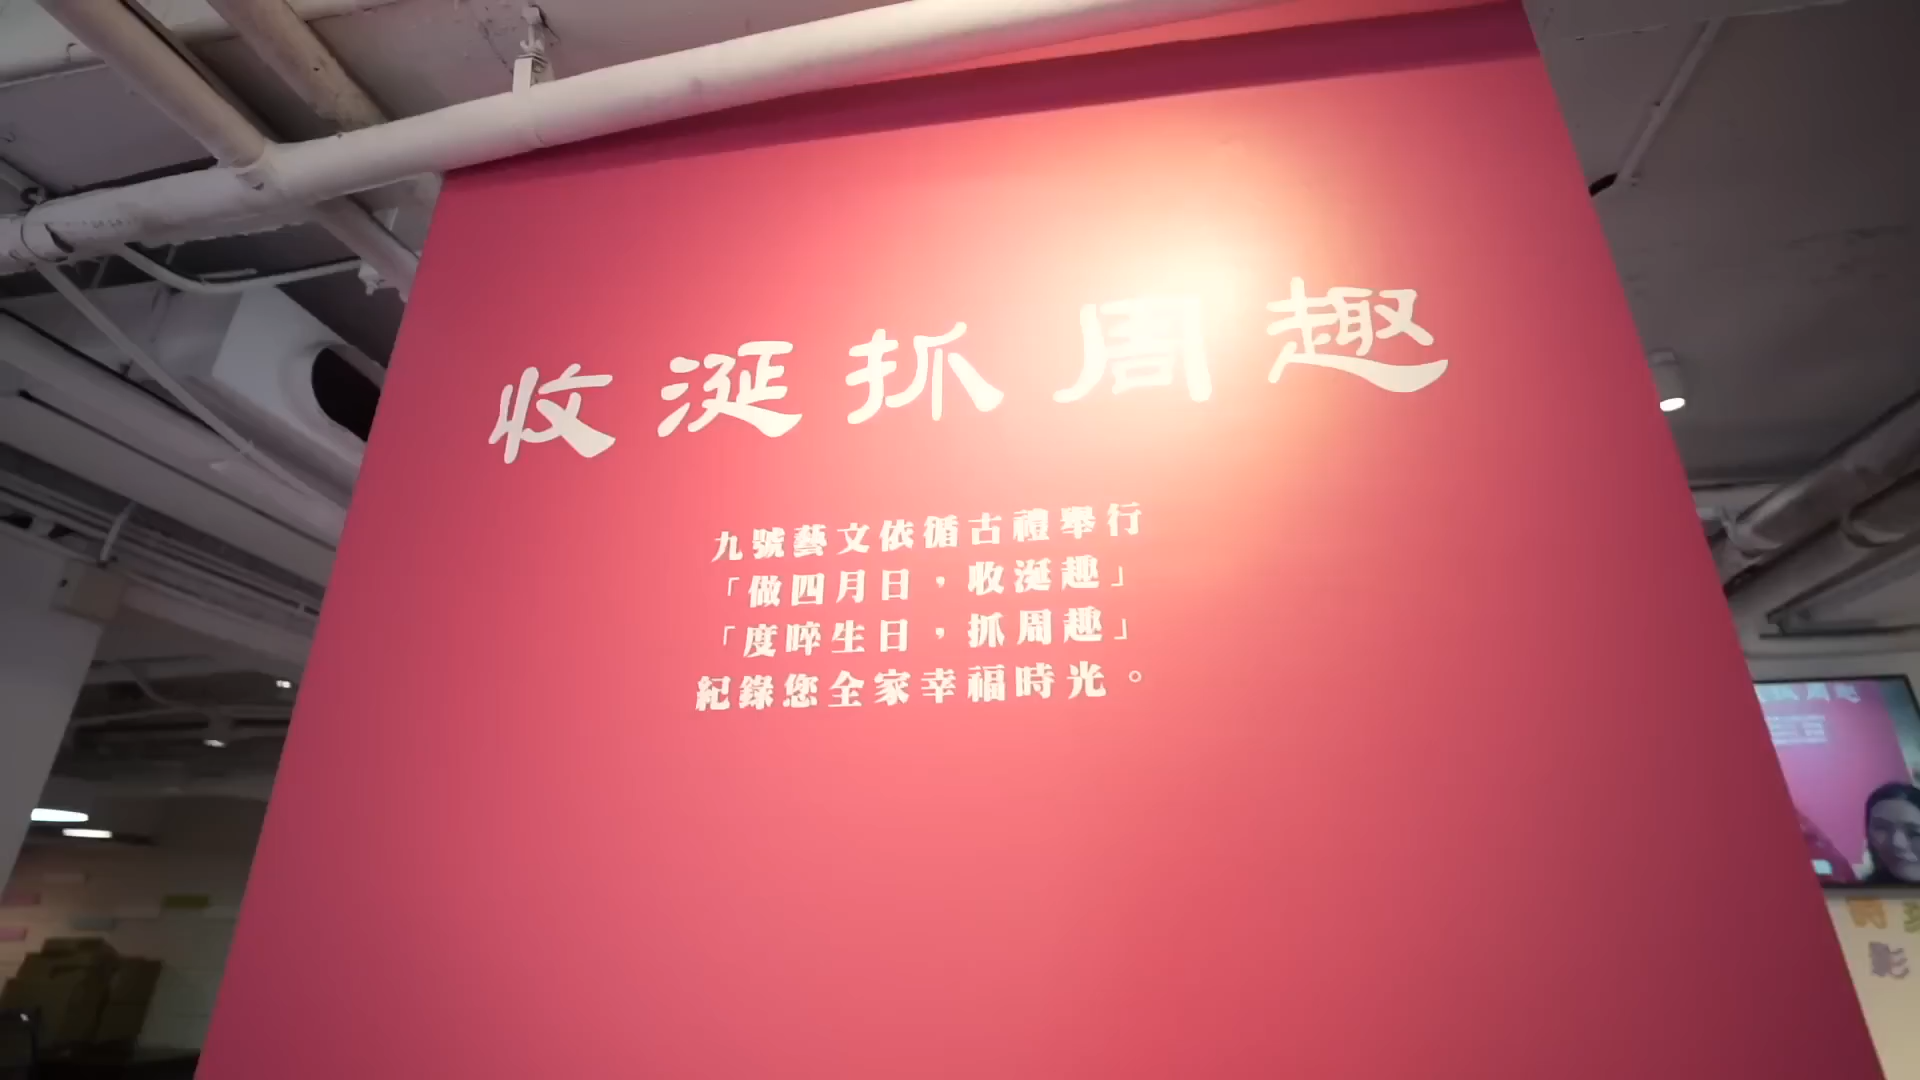 收涎抓周趣
九號藝文依循古禮舉行
「做四月日，收涎趣」
「度晬生日，抓周趣」
紀錄您全家幸福時光。
影